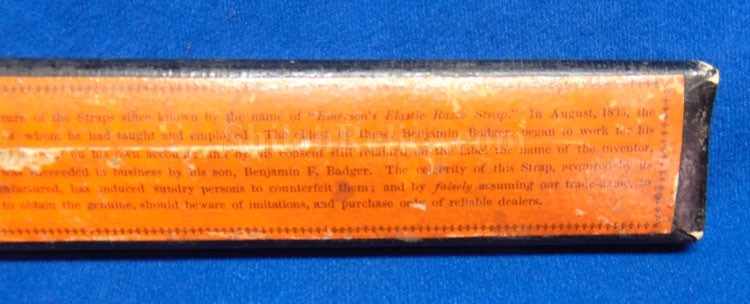 ture of the Straps since known by the name of "Emerson's Elastic Razor Strap." In August, 1835, the
of whom he had taught and employed. The oldest of these, Benjamin Badger, began to work for his
on his own account, and by his consent still retained on the label the name of the inventor,
succeeded in business by his son, Benjamin F. Badger. The celebrity of this Strap, acquired by its
nufactured, has induced sundry persons to counterfeit them; and by falsely assuming our trade-name, to
to obtain the genuine, should beware of imitations, and purchase only of reliable dealers.